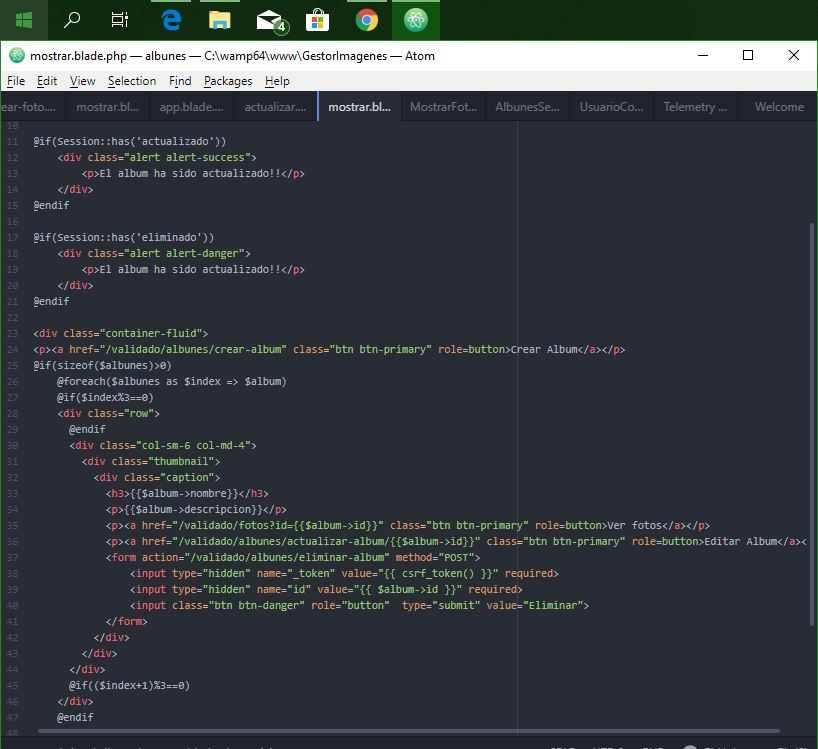 4
mostrar.blade.php — albunes — C:\wamp64\www\GestorImagenes — Atom
File Edit View Selection Find Packages Help
ear-foto.... mostrar.bl... app.blade.... actualizar.... mostrar.bl... MostrarFot... AlbunesSe... UsuarioCo... Telemetry ... Welcome
10
11 @if(Session::has('actualizado'))
12 <div class="alert alert-success">
13 <p>El album ha sido actualizado!!</p>
14 </div>
15 @endif
16
17 @if(Session::has('eliminado'))
18 <div class="alert alert-danger">
19 <p>El album ha sido actualizado!!</p>
20 </div>
21 @endif
22
23 <div class="container-fluid">
24 <p><a href="/validado/albunes/crear-album" class="btn btn-primary" role=button>Crear Album</a></p>
25 @if(sizeof($albunes)>0)
26 @foreach($albunes as $index => $album)
27 @if($index%3==0)
28 <div class="row">
29 @endif
30 <div class="col-sm-6 col-md-4">
31 <div class="thumbnail">
32 <div class="caption">
33 <h3>{{$album->nombre}}</h3>
34 <p>{{$album->descripcion}}</p>
35 <p><a href="/validado/fotos?id={{$album->id}}" class="btn btn-primary" role=button>Ver fotos</a></p>
36 <p><a href="/validado/albunes/actualizar-album/{{$album->id}}" class="btn btn-primary" role=button>Editar Album</a><
37 <form action="/validado/albunes/eliminar-album" method="POST">
38 <input type="hidden" name="_token" value="{{ csrf_token() }}" required>
39 <input type="hidden" name="id" value="{{ $album->id }}" required>
40 <input class="btn btn-danger" role="button"  type="submit" value="Eliminar">
41 </form>
42 </div>
43 </div>
44 </div>
45 @if(($index+1)%3==0)
46 </div>
47 @endif
48